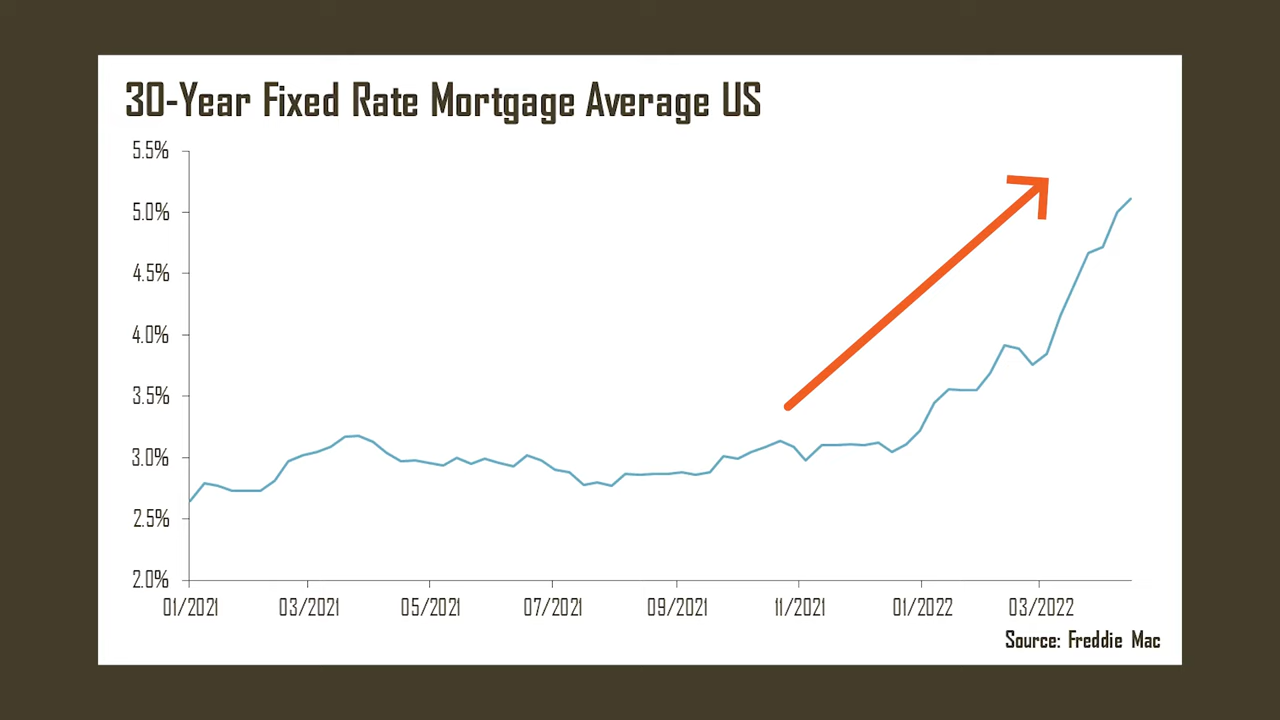 30-Year Fixed Rate Mortgage Average US
5.5%
5.0%
4.5%
4.0%
3.5%
3.0%
2.5%
2.0%
01/2021 03/2021 05/2021 07/2021 09/2021 11/2021 01/2022 03/2022
Source: Freddie Mac